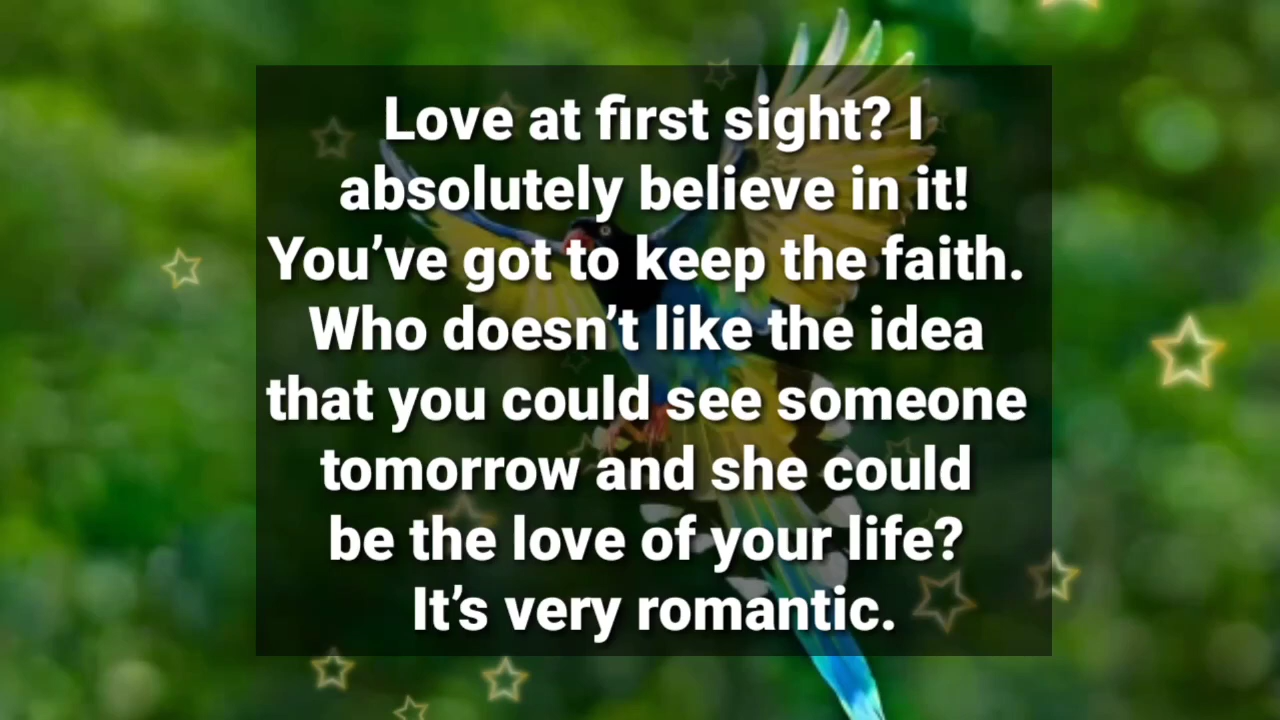 Love at first sight? I
absolutely believe in it!
You’ve got to keep the faith.
Who doesn’t like the idea
that you could see someone
tomorrow and she could
be the love of your life?
It’s very romantic.